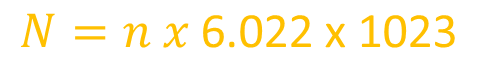 N = n x 6.022 x 1023